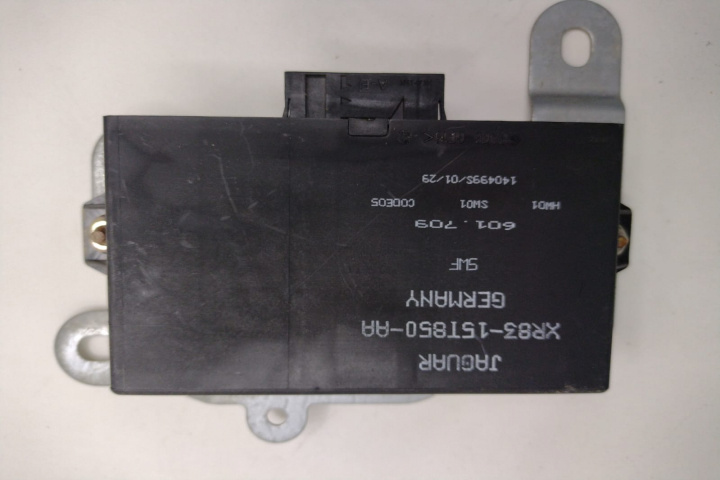 JAGUAR
XR83-15T850-AA
GERMANY
SWF
601.709
HW01 SW01 CODE05
140499S/01/29